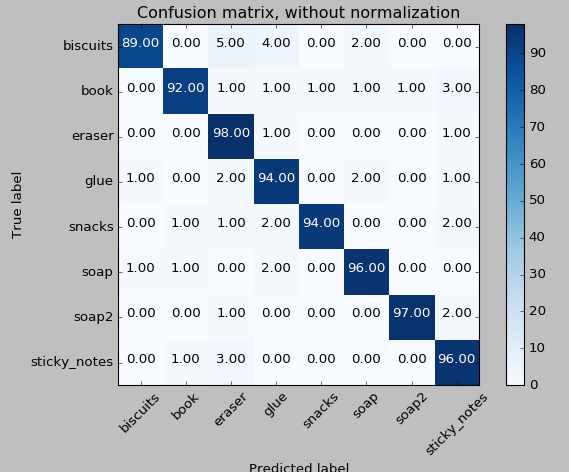 Confusion matrix, without normalization
biscuits 89.00 0.00 5.00 4.00 0.00 2.00 0.00 0.00
book 0.00 92.00 1.00 1.00 1.00 1.00 1.00 3.00
eraser 0.00 0.00 98.00 1.00 0.00 0.00 0.00 1.00
glue 1.00 0.00 2.00 94.00 0.00 2.00 0.00 1.00
snacks 0.00 1.00 1.00 2.00 94.00 0.00 0.00 2.00
soap 1.00 1.00 0.00 2.00 0.00 96.00 0.00 0.00
soap2 0.00 0.00 1.00 0.00 0.00 0.00 97.00 2.00
sticky_notes 0.00 1.00 3.00 0.00 0.00 0.00 0.00 96.00
True label
biscuits book eraser glue snacks soap soap2 sticky_notes
Predicted label
90
80
70
60
50
40
30
20
10
0